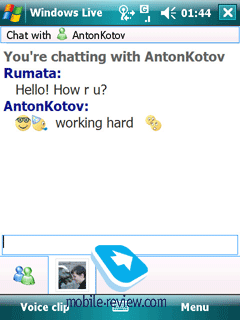 Windows Live 01:44
Chat with AntonKotov
You're chatting with AntonKotov
Rumata:
Hello! How r u?
AntonKotov:
working hard
Voice clip Menu
mobile-review.com